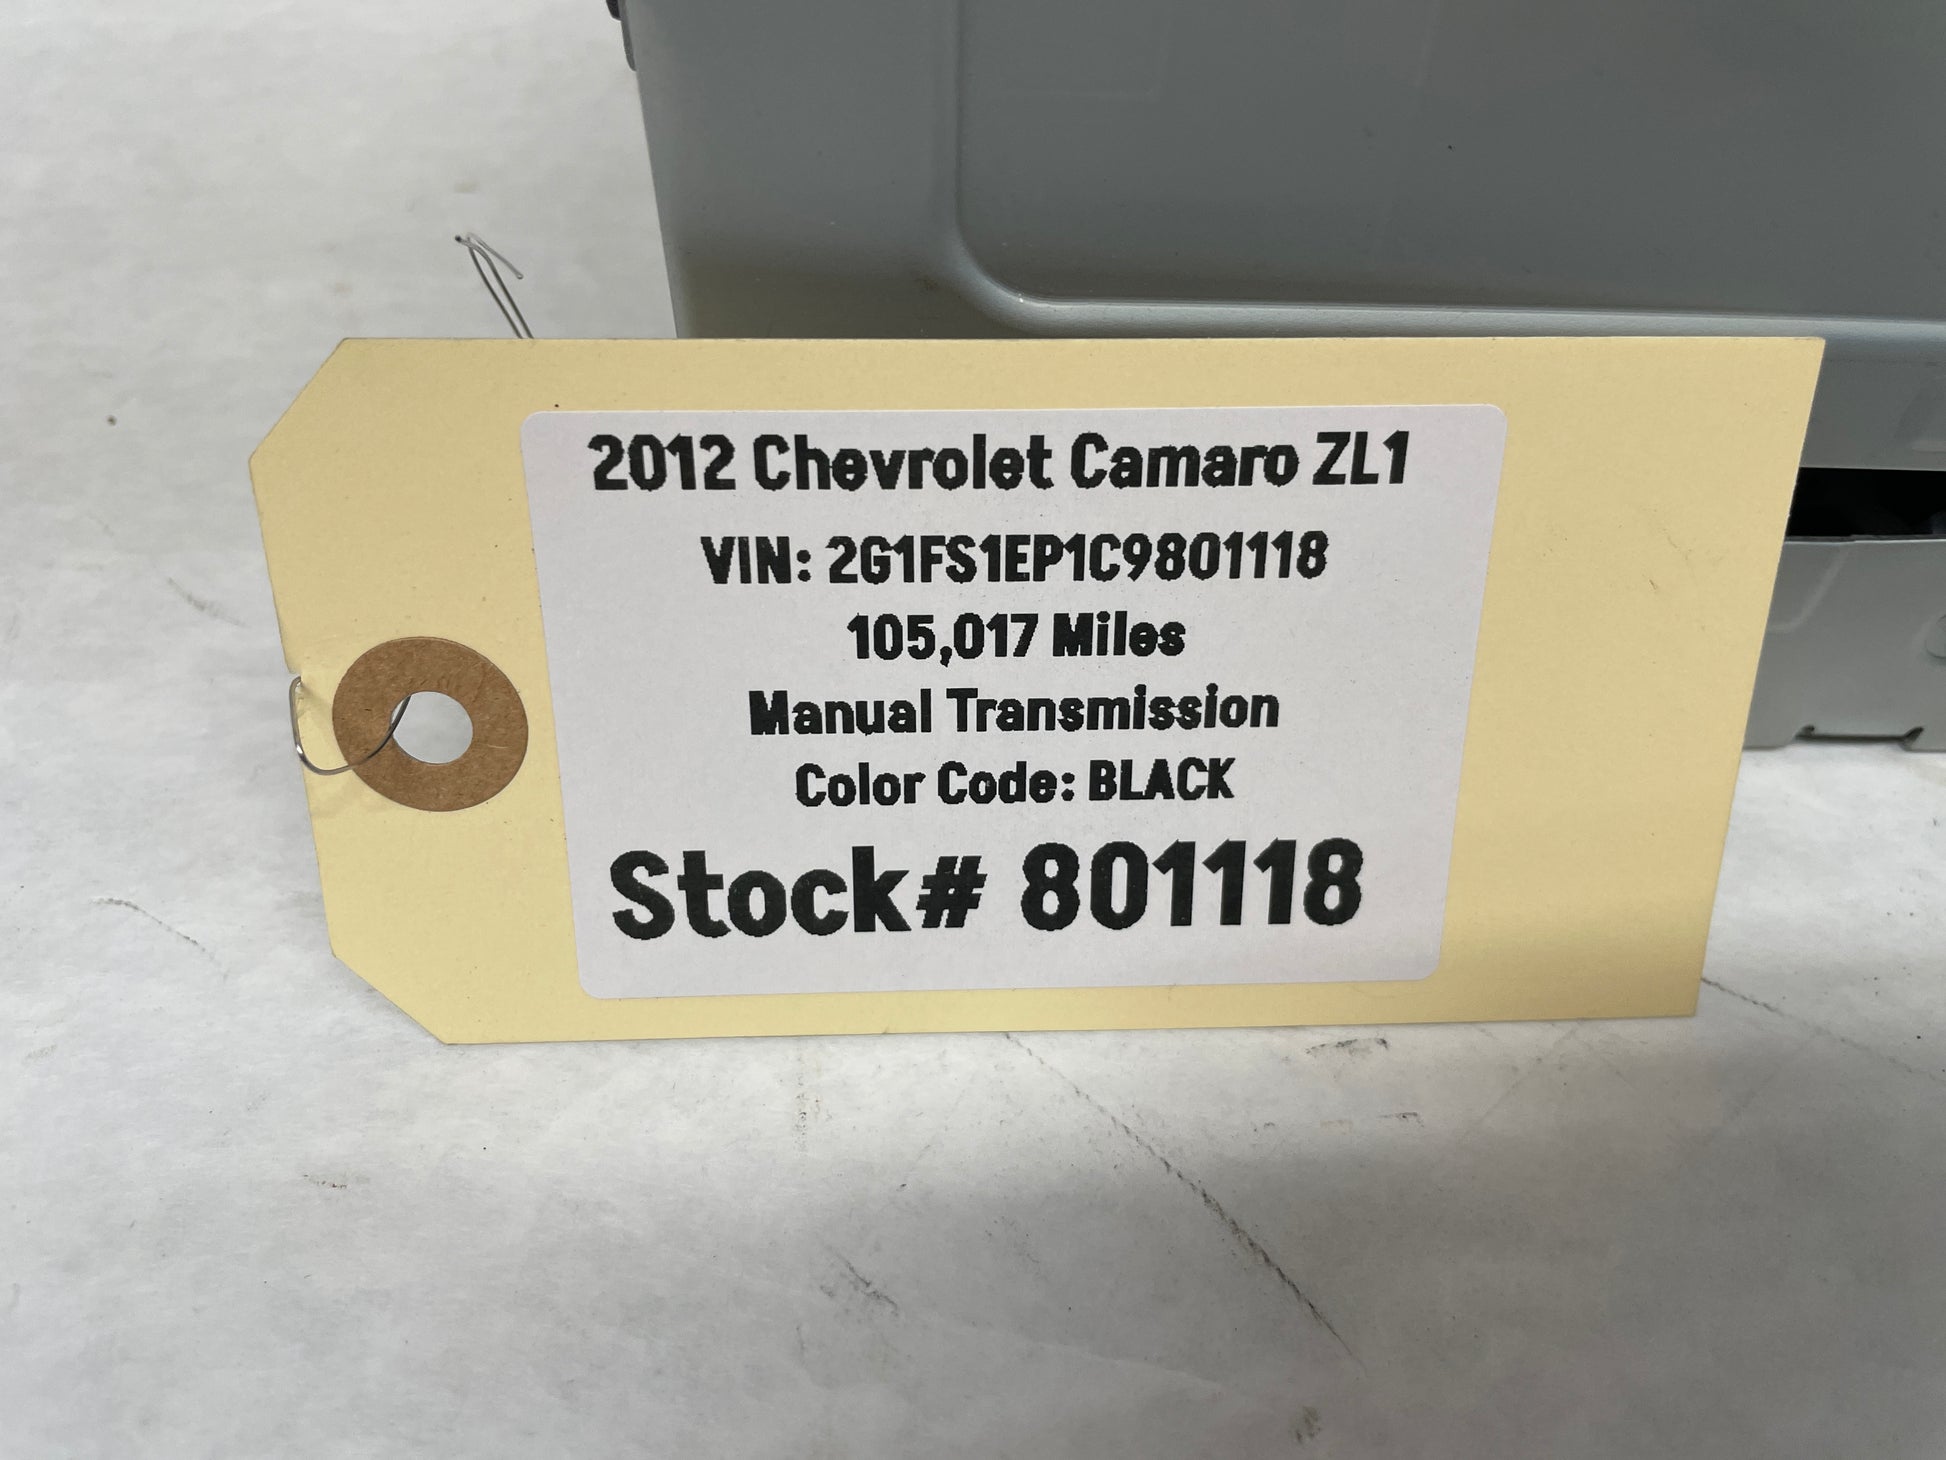 2012 Chevrolet Camaro ZL1
VIN: 2G1FS1EP1C9801118
105,017 Miles
Manual Transmission
Color Code: BLACK
Stock# 801118